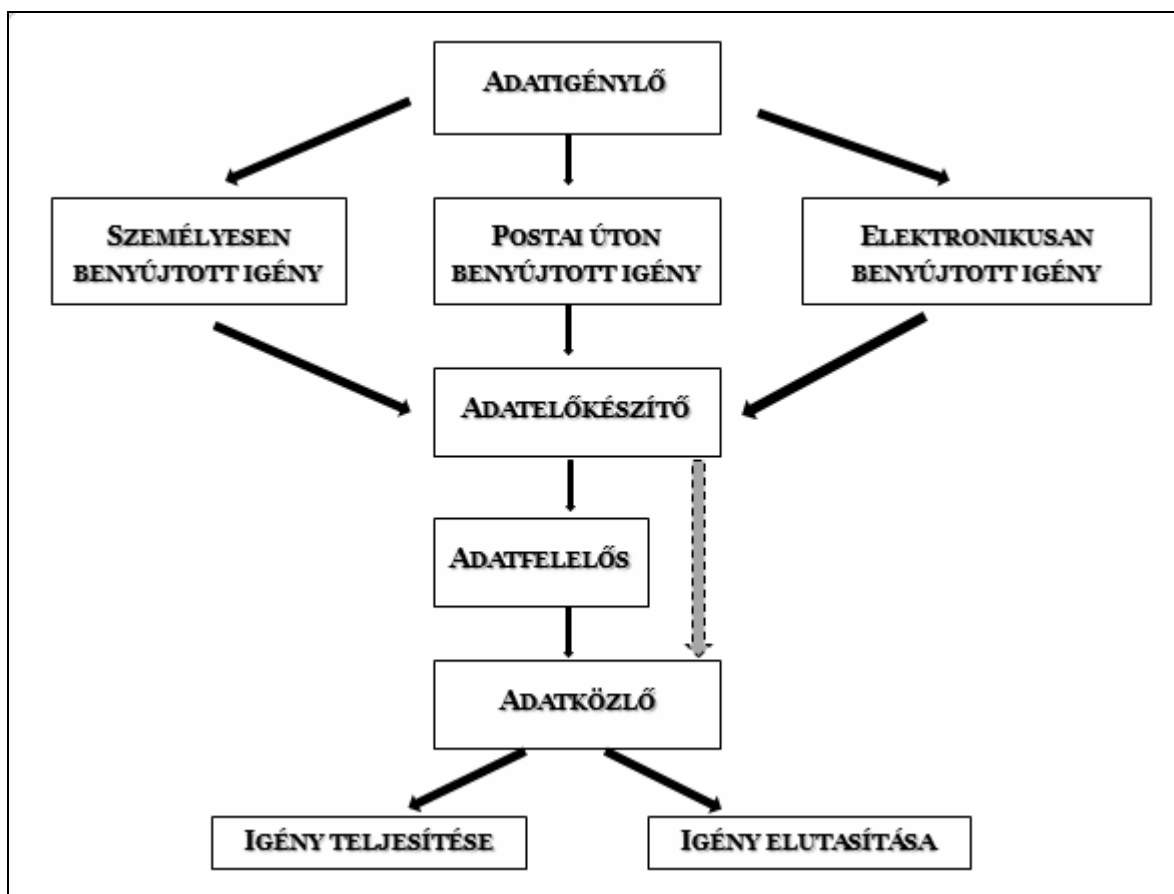 ADATIGÉNYLŐ
SZEMÉLYESEN
BENYÚJTOTT IGÉNY
POSTAI ÚTON
BENYÚJTOTT IGÉNY
ELEKTRONIKUSAN
BENYÚJTOTT IGÉNY
ADATELŐKÉSZÍTŐ
ADATFELELŐS
ADATKÖZLŐ
IGÉNY TELJESÍTÉSE
IGÉNY ELUTASÍTÁSA